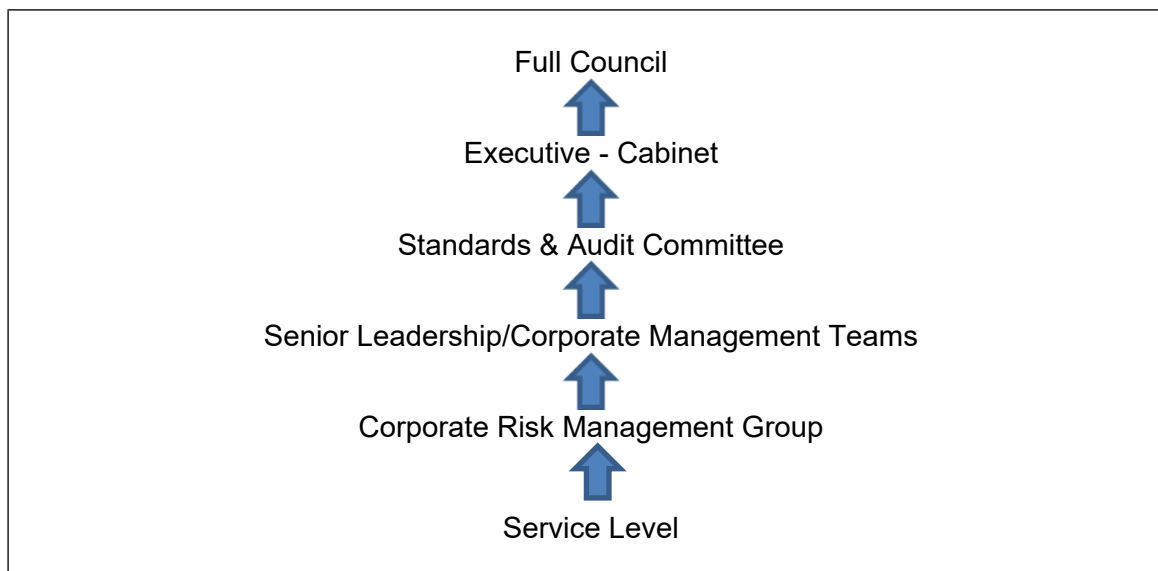 Full Council
Executive - Cabinet
Standards & Audit Committee
Senior Leadership/Corporate Management Teams
Corporate Risk Management Group
Service Level